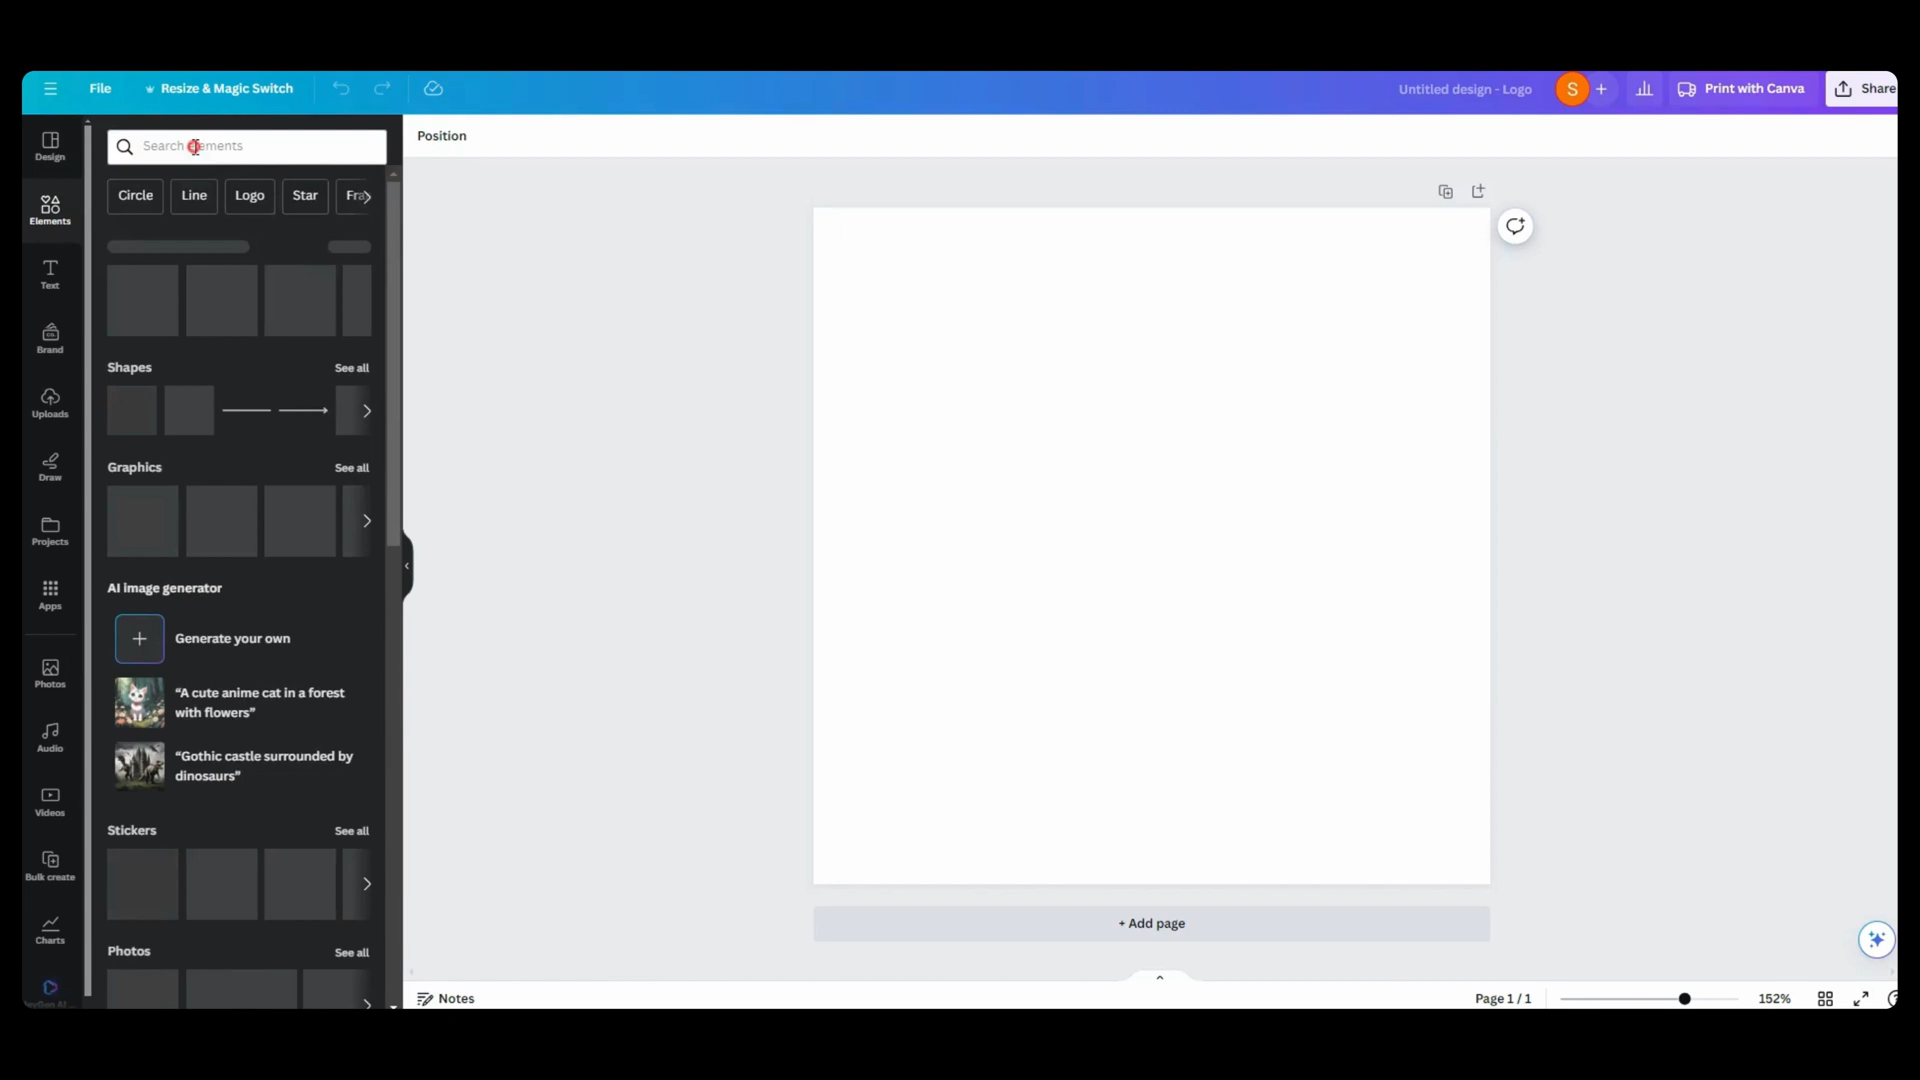 File
Resize & Magic Switch
Untitled design - Logo
S
Print with Canva
Share
Design
Elements
Text
Brand
Uploads
Draw
Projects
Apps
Photos
Audio
Videos
Bulk create
Charts
Search elements
Circle
Line
Logo
Star
Fra
Shapes
See all
Graphics
See all
AI image generator
Generate your own
“A cute anime cat in a forest
with flowers”
“Gothic castle surrounded by
dinosaurs”
Stickers
See all
Photos
See all
Position
+ Add page
Notes
Page 1 / 1
152%